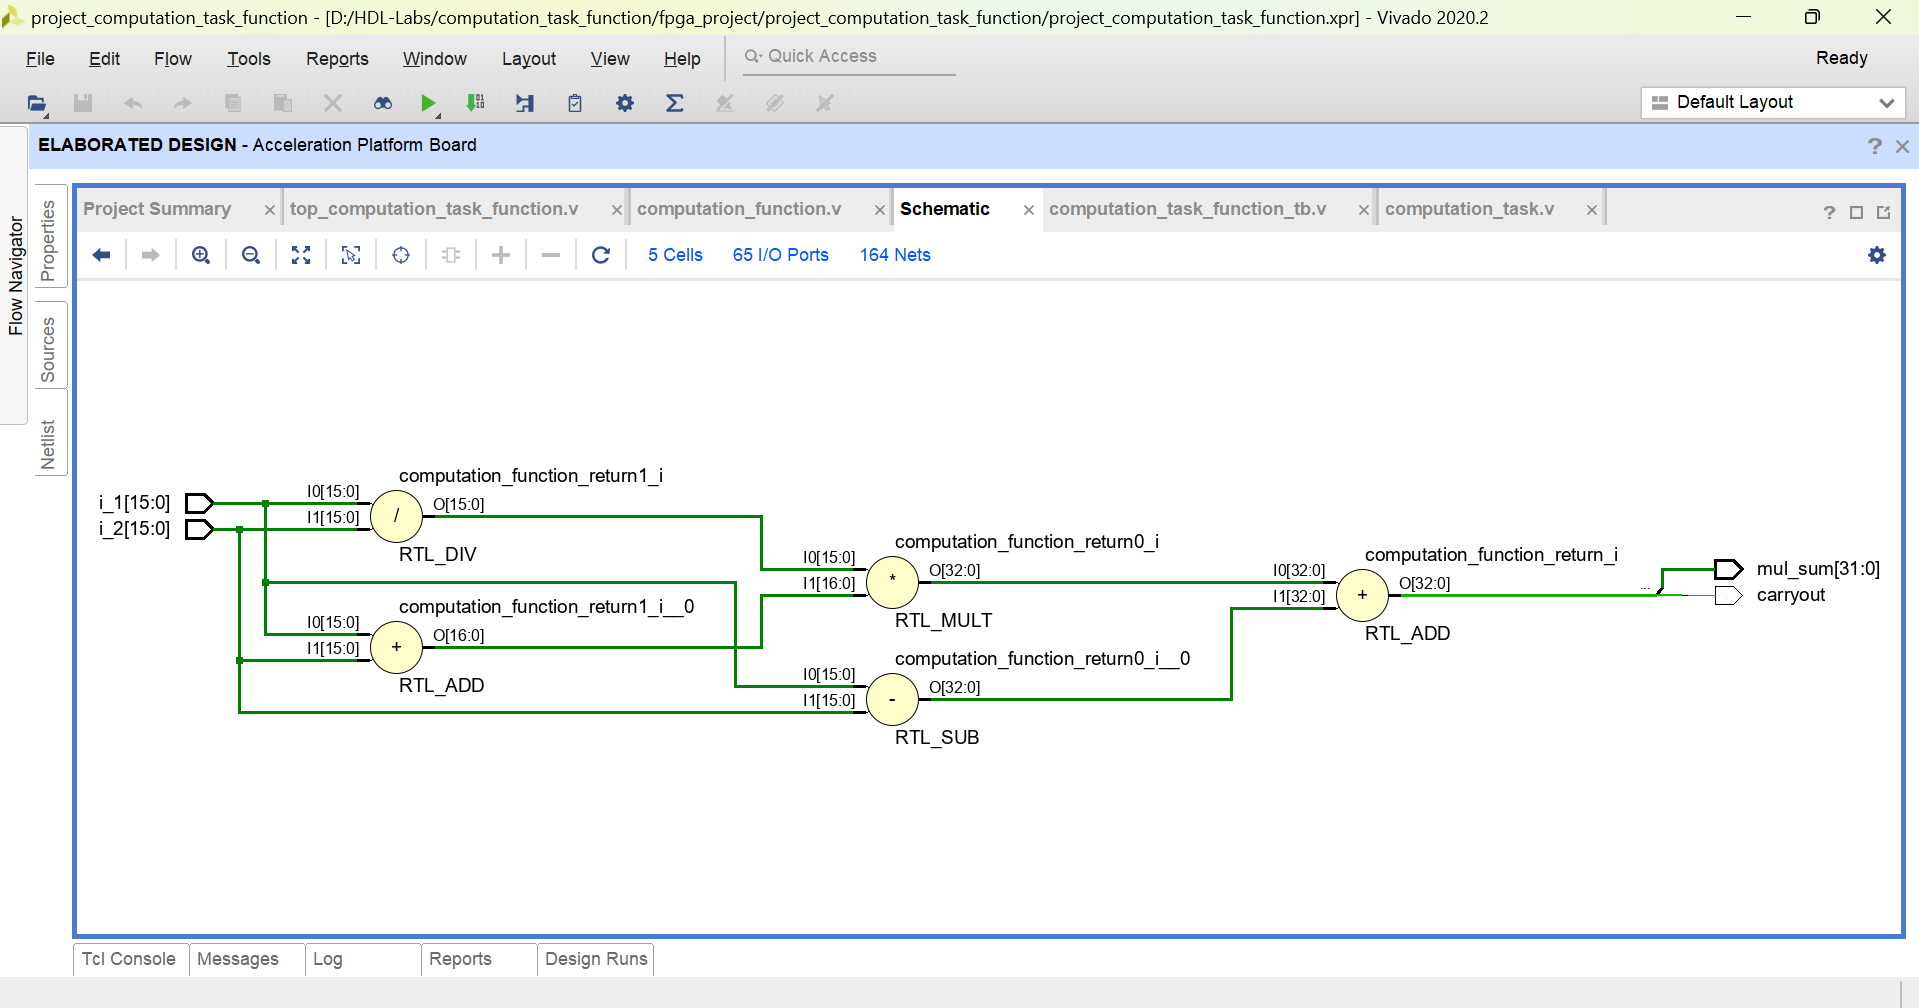 project_computation_task_function - [D:/HDL-Labs/computation_task_function/fpga_project/project_computation_task_function/project_computation_task_function.xpr] - Vivado 2020.2
File Edit Flow Tools Reports Window Layout View Help Quick Access Ready
Default Layout
ELABORATED DESIGN - Acceleration Platform Board
Flow Navigator
Properties
Sources
Netlist
Project Summary top_computation_task_function.v computation_function.v Schematic computation_task_function_tb.v computation_task.v
5 Cells 65 I/O Ports 164 Nets
i_1[15:0]
i_2[15:0]
computation_function_return1_i
I0[15:0]
I1[15:0]
/
O[15:0]
RTL_DIV
computation_function_return1_i__0
I0[15:0]
I1[15:0]
+
O[16:0]
RTL_ADD
computation_function_return0_i
I0[15:0]
I1[16:0]
*
O[32:0]
RTL_MULT
computation_function_return0_i__0
I0[15:0]
I1[15:0]
-
O[32:0]
RTL_SUB
computation_function_return_i
I0[32:0]
I1[32:0]
+
O[32:0]
RTL_ADD
...
mul_sum[31:0]
carryout
Tcl Console Messages Log Reports Design Runs